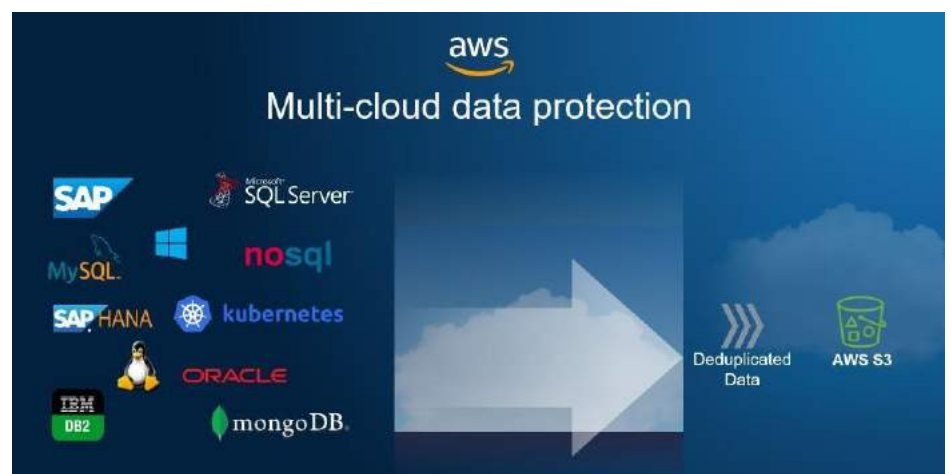 aws
Multi-cloud data protection
SAP
Microsoft
SQL Server
MySQL
nosql
SAP HANA
kubernetes
ORACLE
IBM
DB2
mongoDB
Deduplicated
Data
AWS S3